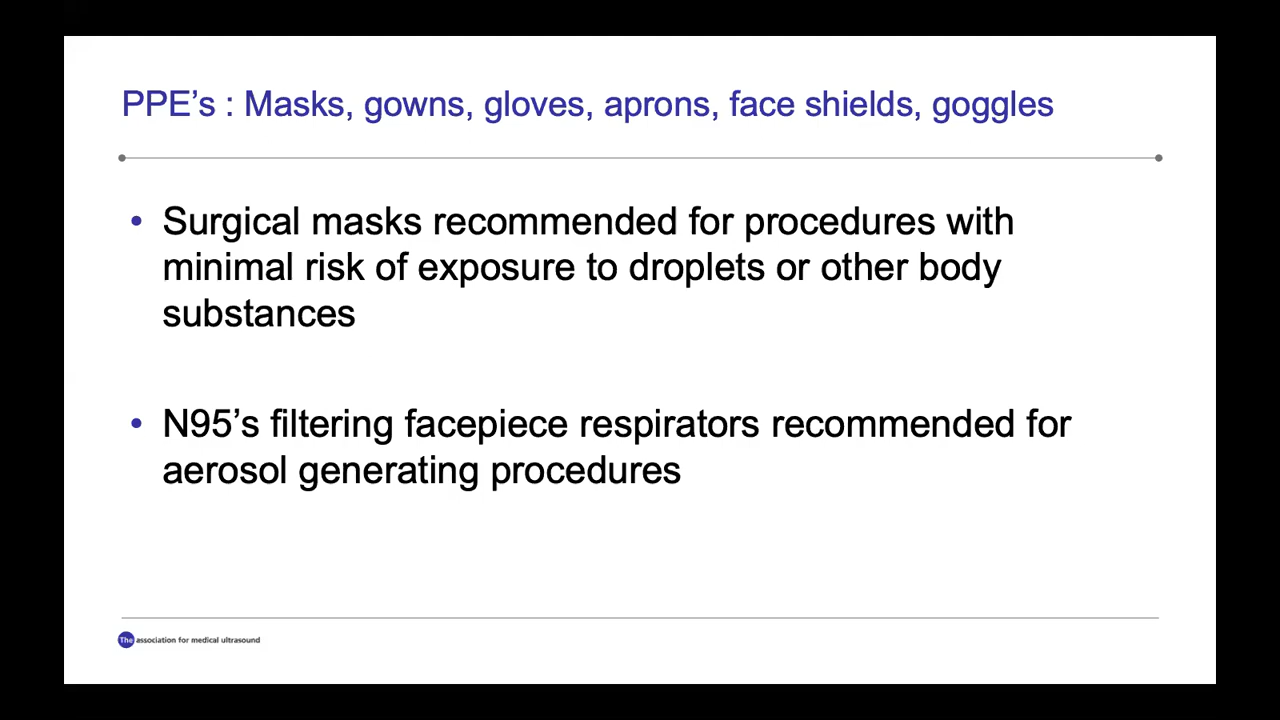 PPE’s : Masks, gowns, gloves, aprons, face shields, goggles
• Surgical masks recommended for procedures with
minimal risk of exposure to droplets or other body
substances
• N95’s filtering facepiece respirators recommended for
aerosol generating procedures
The association for medical ultrasound